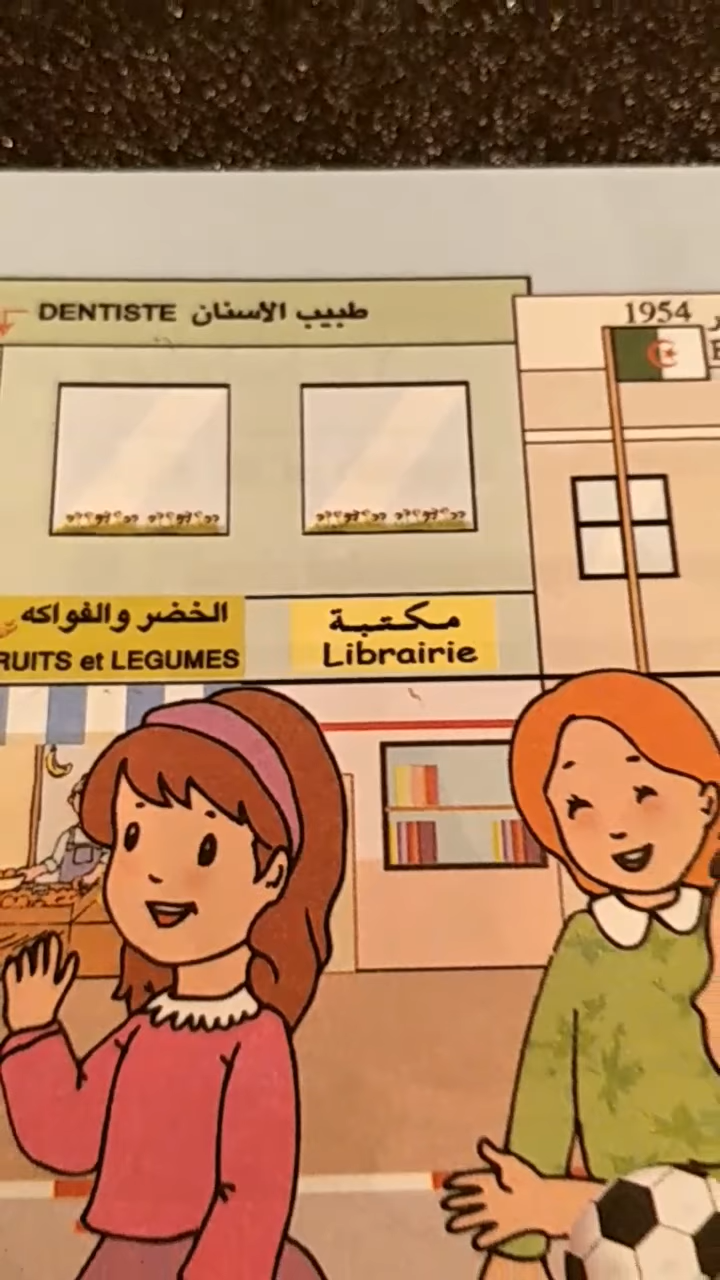 DENTISTE طبيب الأسنان
1954
الخضر والفواكه
RUITS et LEGUMES
مكتبة
Librairie